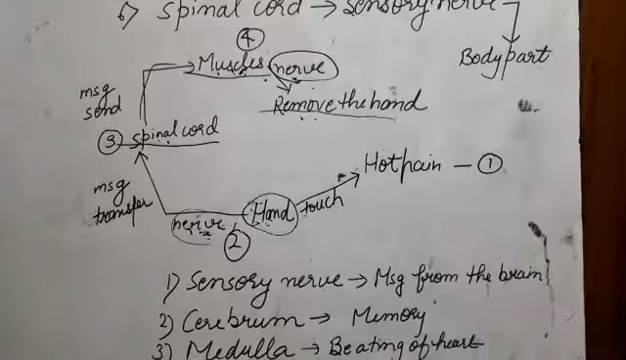 6) Spinal cord → Sensory nerve
Body part
④
Muscles nerve
Remove the hand
msg
send
③ Spinal cord
msg
transfer
Hot pain — ①
Hand touch
nerve
②
1) Sensory nerve → Msg from the brain
2) Cerebrum → Memory
3) Medulla → Beating of heart